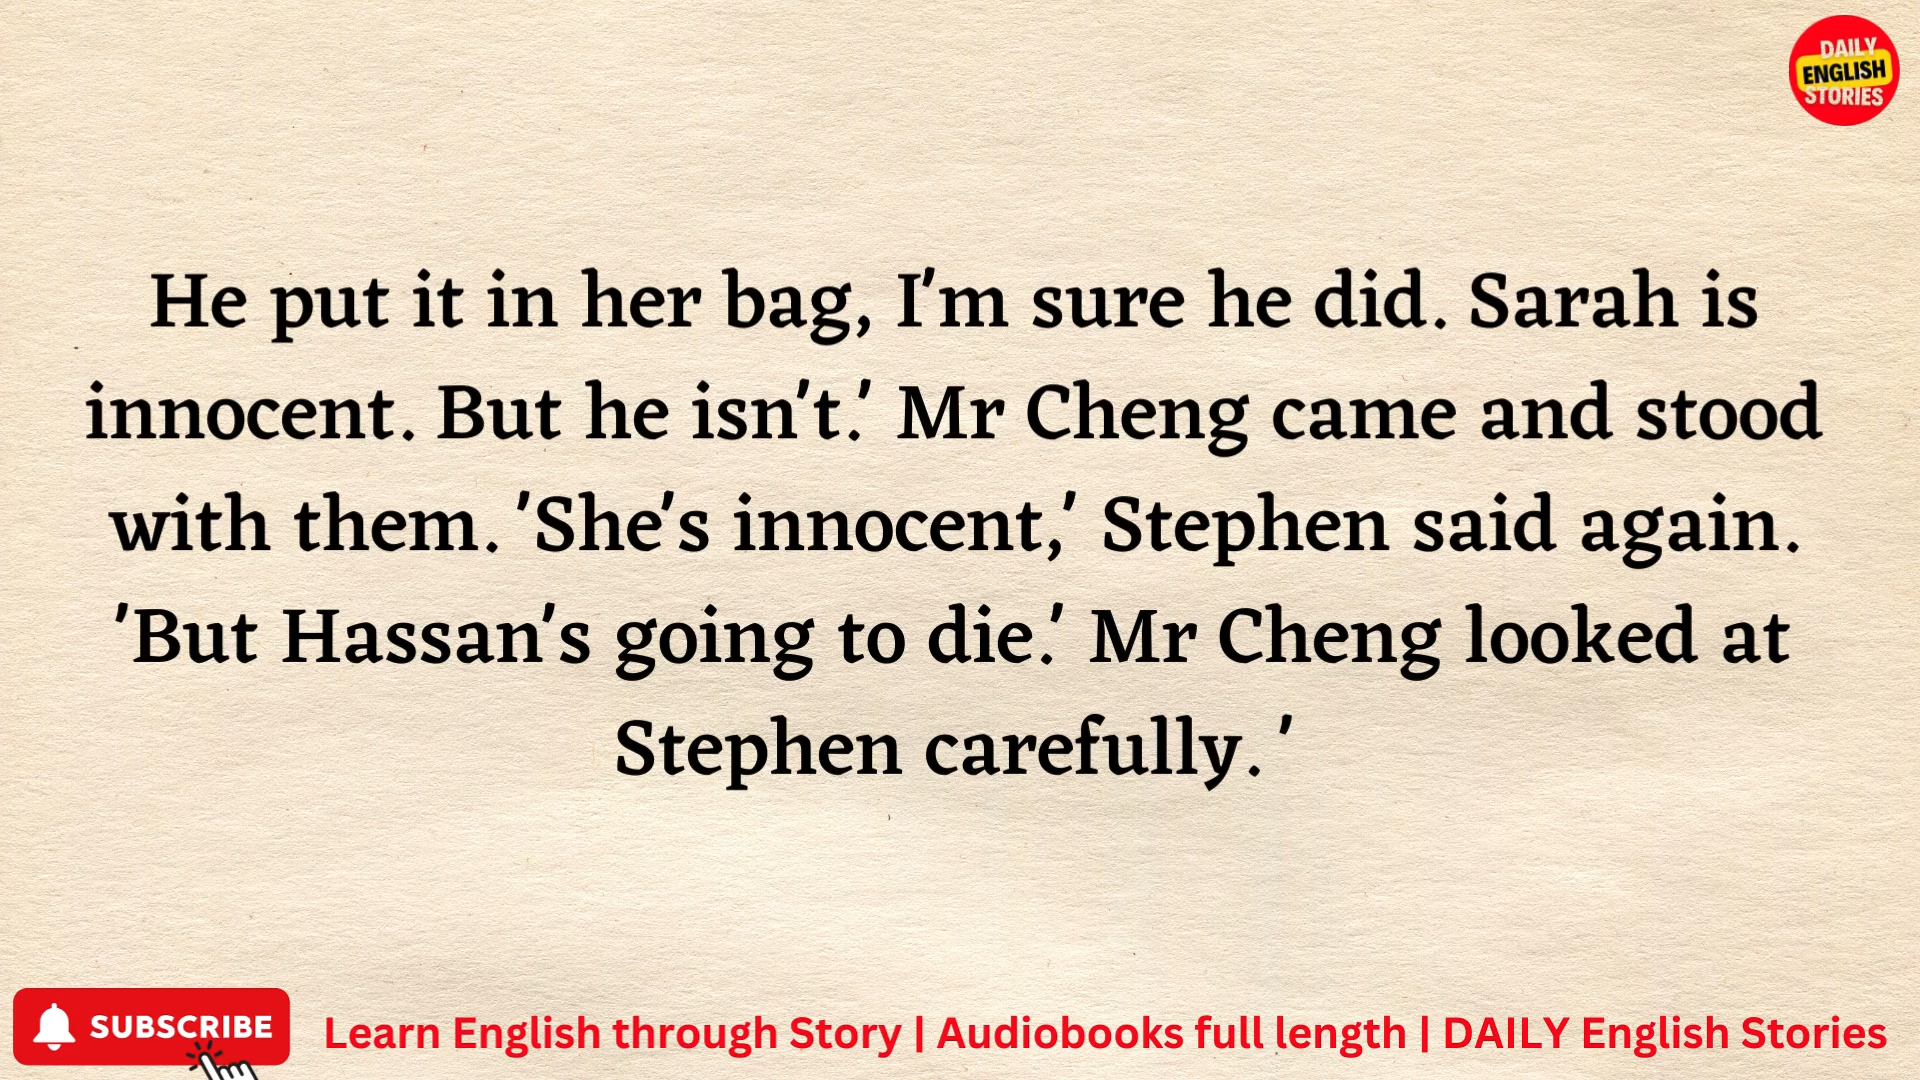 DAILY
ENGLISH
STORIES
He put it in her bag, I'm sure he did. Sarah is
innocent. But he isn't.' Mr Cheng came and stood
with them. 'She's innocent,' Stephen said again.
'But Hassan's going to die.' Mr Cheng looked at
Stephen carefully. '
SUBSCRIBE
Learn English through Story | Audiobooks full length | DAILY English Stories